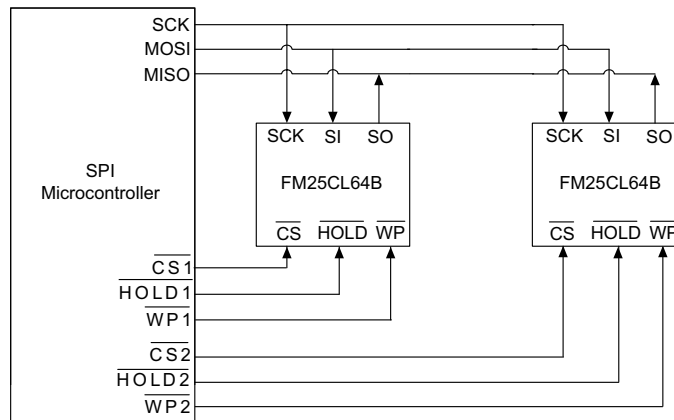 SCK
MOSI
MISO
SCK SI SO
SCK SI SO
SPI
Microcontroller
FM25CL64B
FM25CL64B
CS HOLD WP
CS HOLD WP
CS1
HOLD1
WP1
CS2
HOLD2
WP2